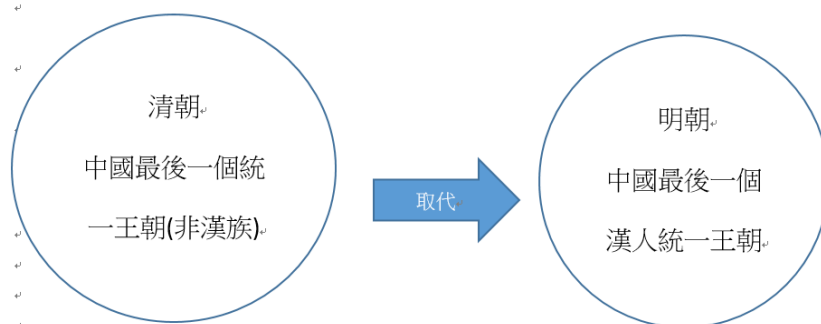 清朝
中國最後一個統
一王朝(非漢族)
取代
明朝
中國最後一個
漢人統一王朝